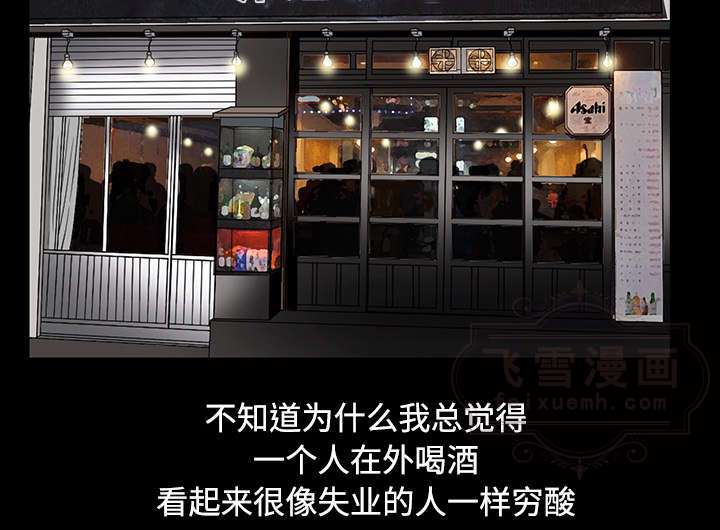 Asahi
不知道为什么我总觉得
一个人在外喝酒
看起来很像失业的人一样穷酸
飞雪漫画
feixuemh.com